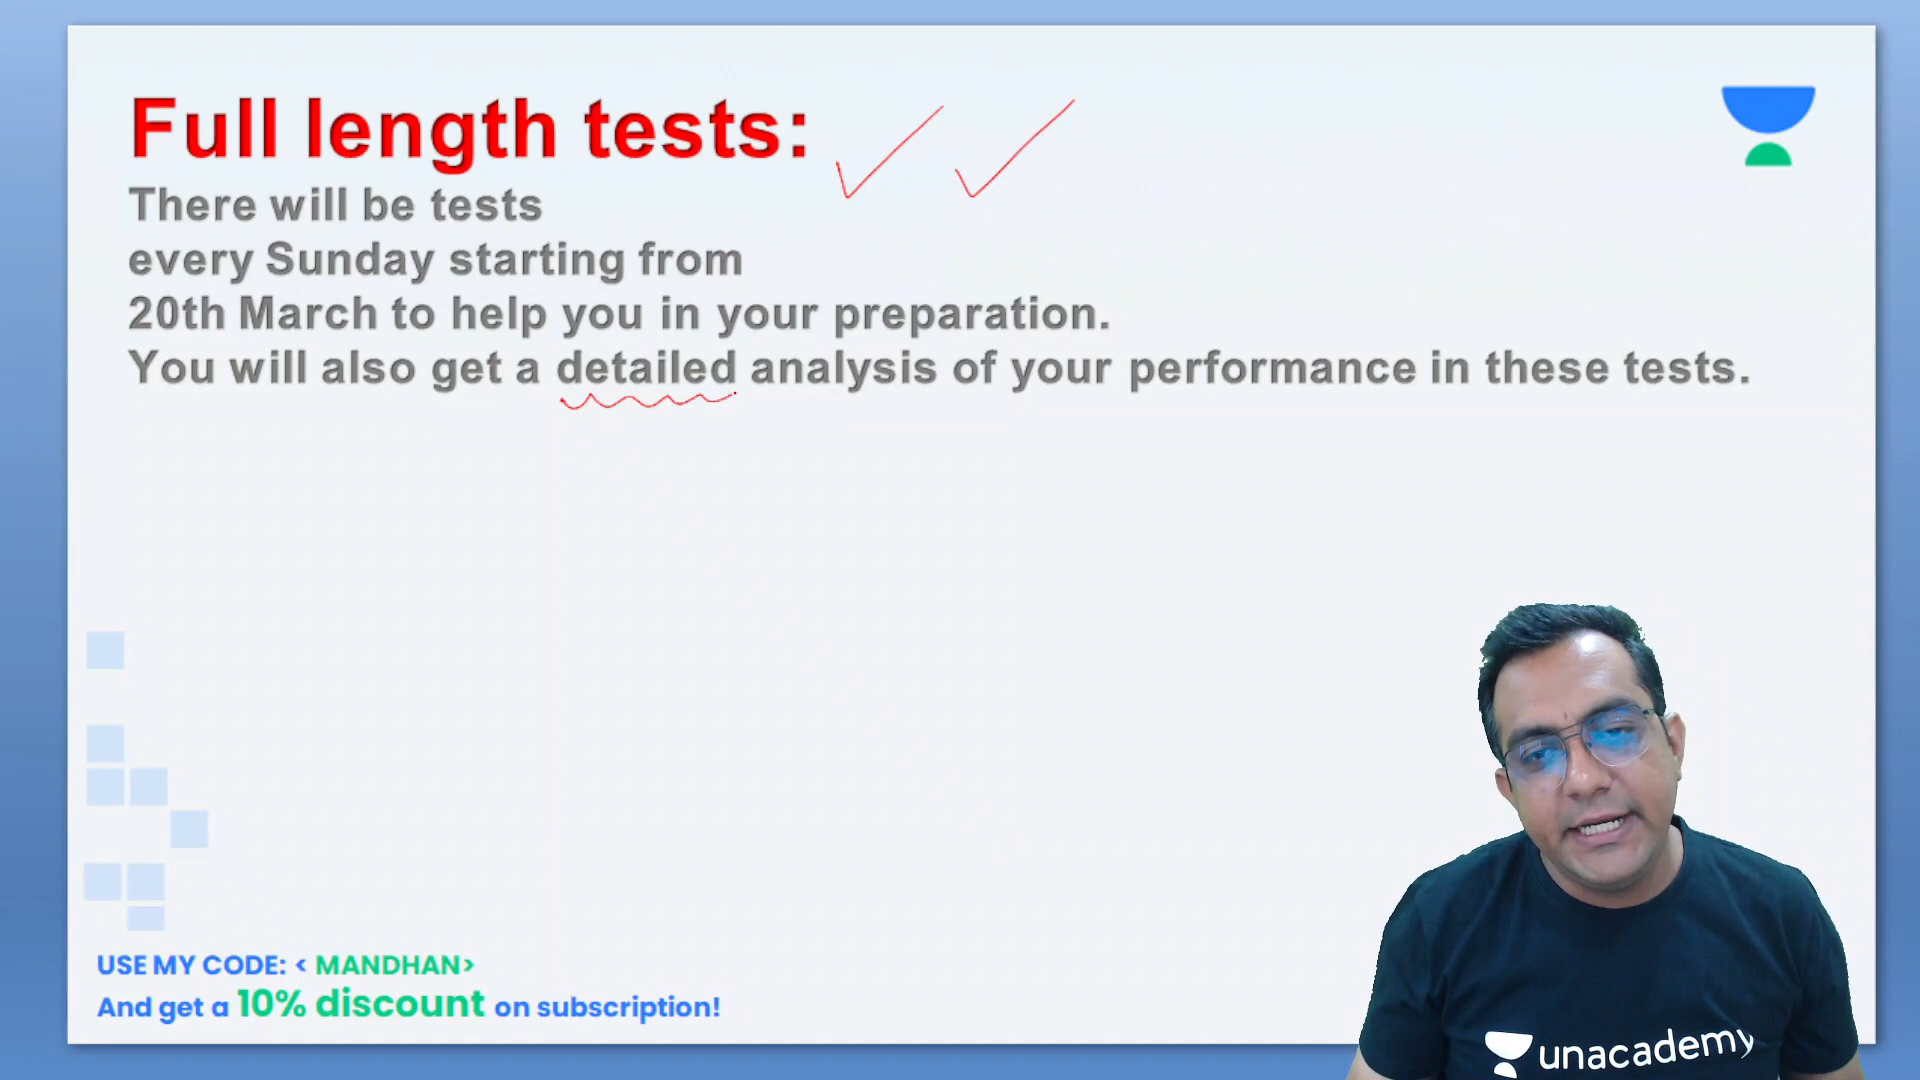 Full length tests:
There will be tests
every Sunday starting from
20th March to help you in your preparation.
You will also get a detailed analysis of your performance in these tests.
USE MY CODE: < MANDHAN>
And get a 10% discount on subscription!
unacademy